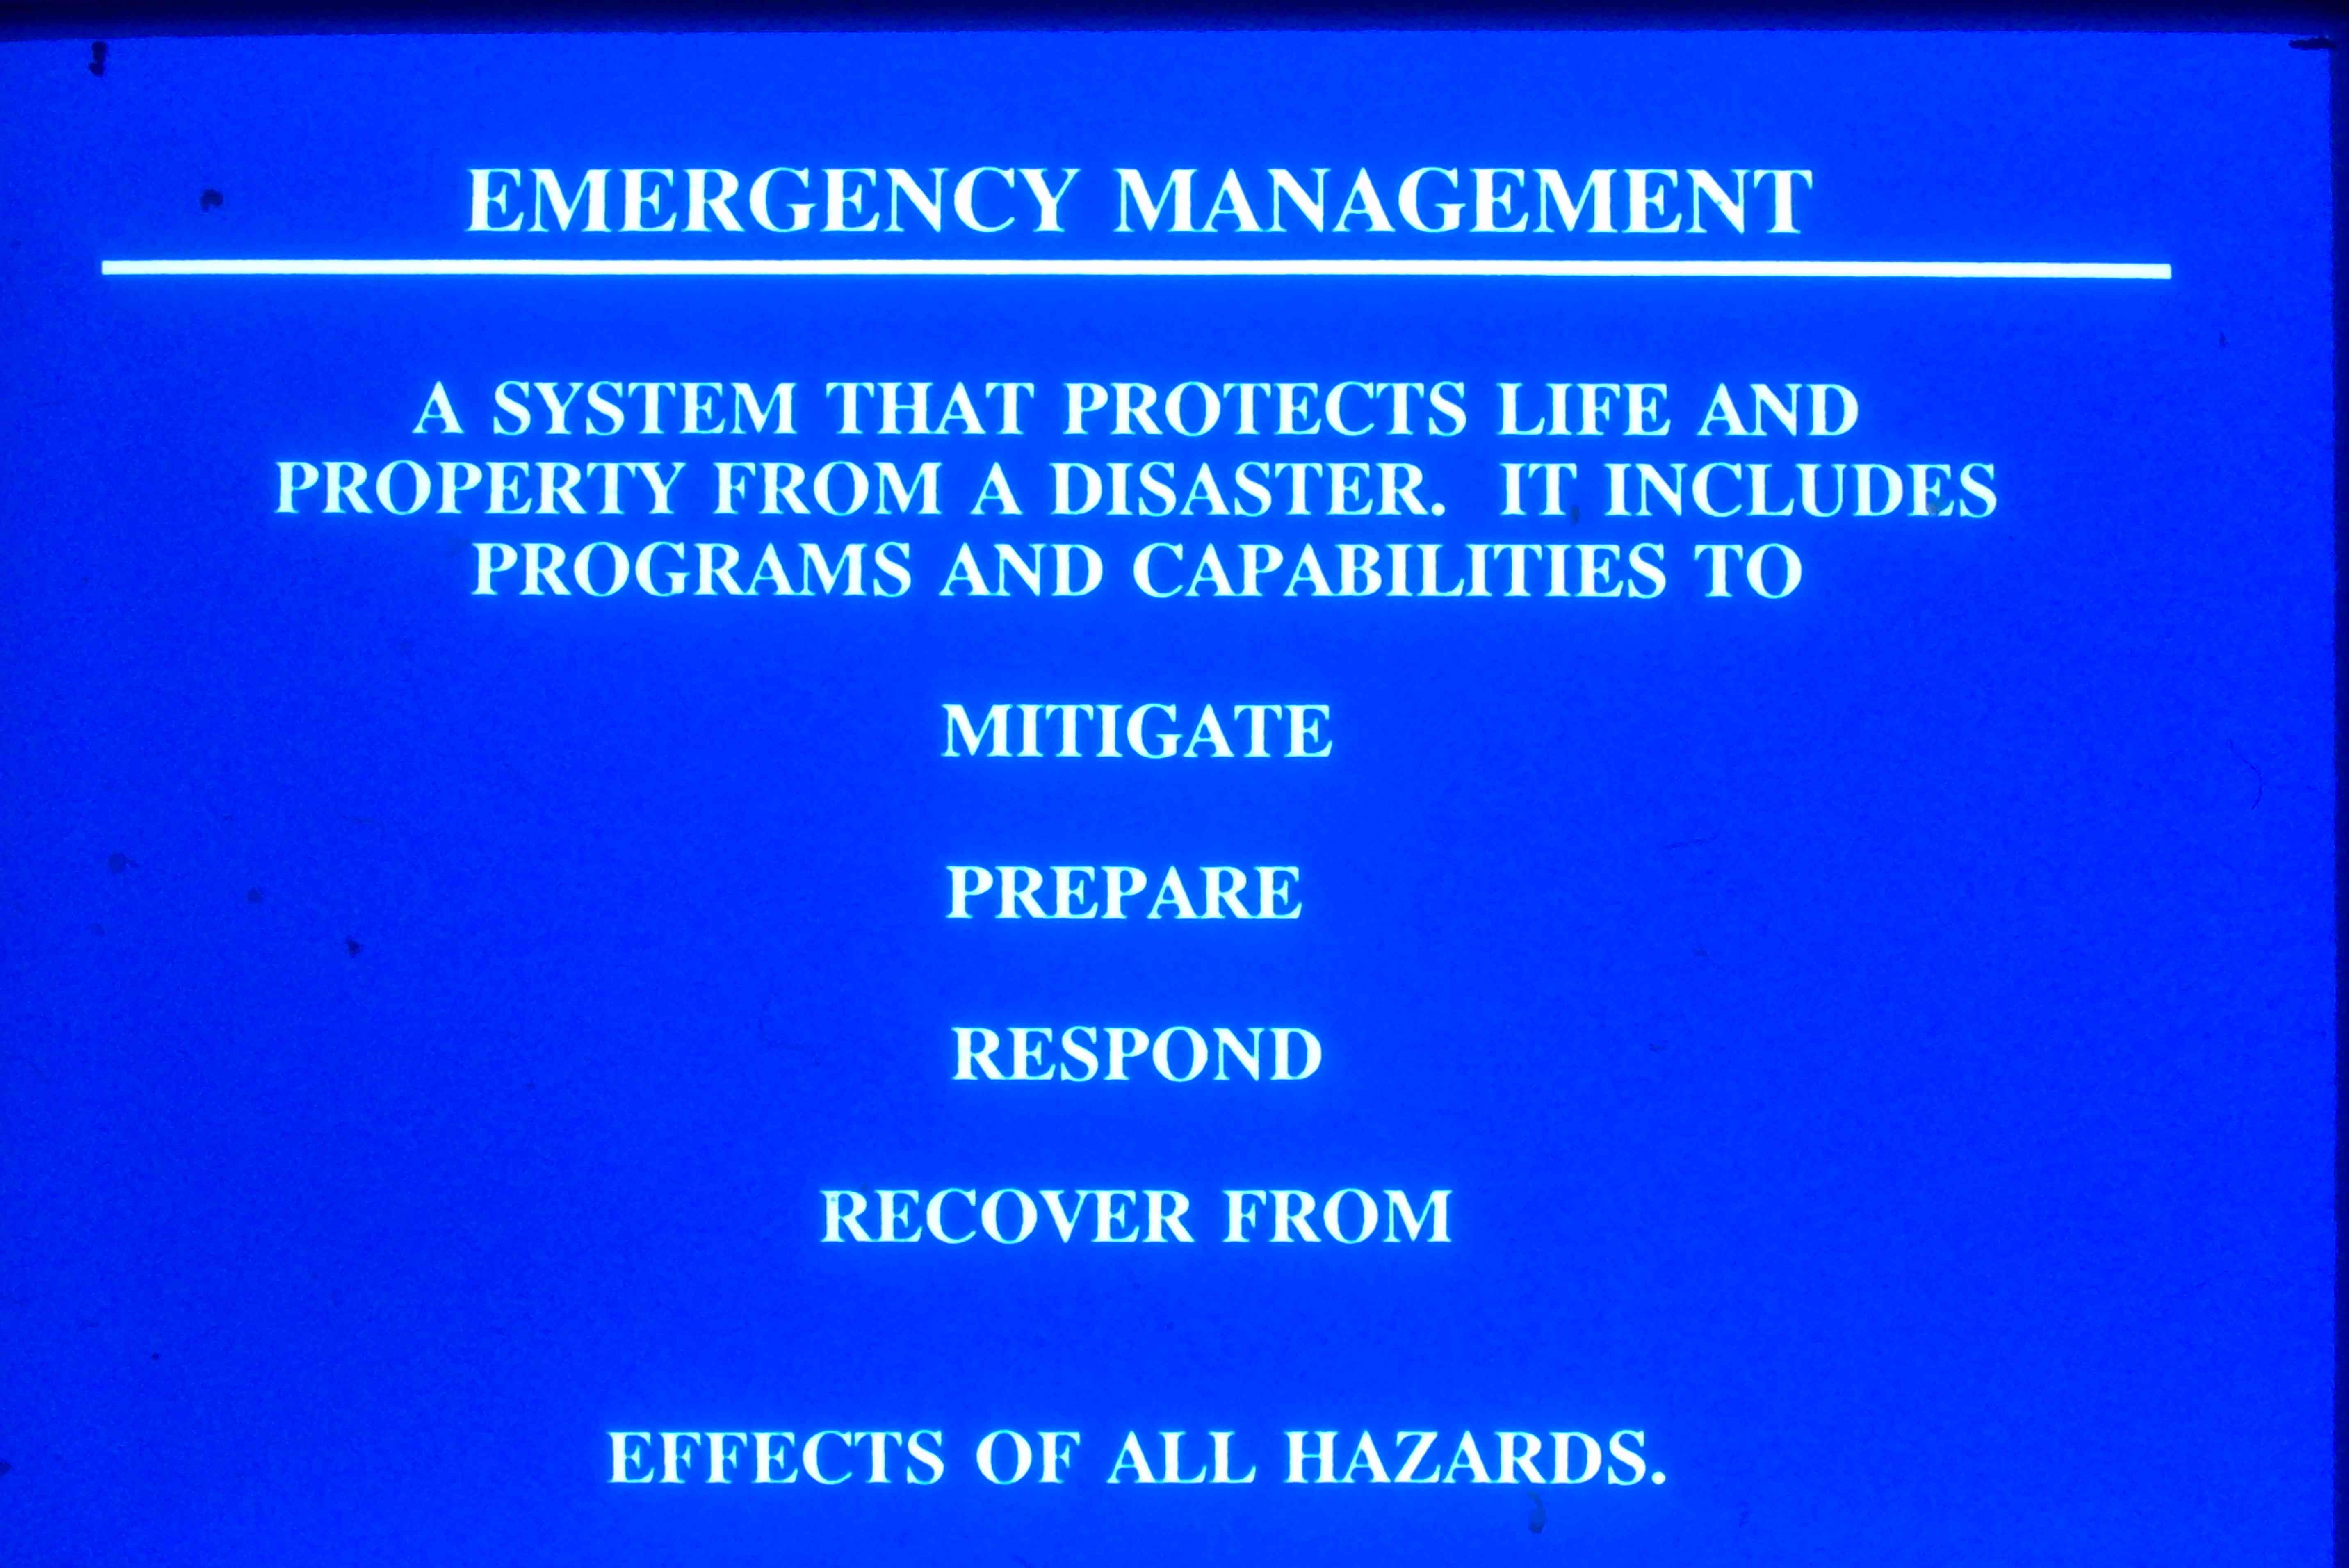 EMERGENCY MANAGEMENT
A SYSTEM THAT PROTECTS LIFE AND
PROPERTY FROM A DISASTER.  IT INCLUDES
PROGRAMS AND CAPABILITIES TO
MITIGATE
PREPARE
RESPOND
RECOVER FROM
EFFECTS OF ALL HAZARDS.